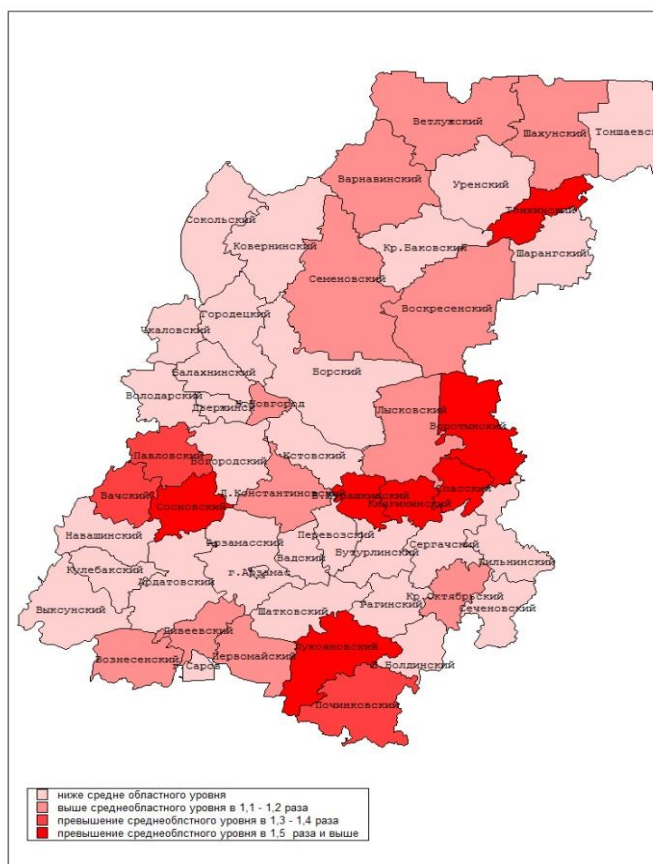 Ветлужский
Шахунский
Тоншаевск
Варнавинский
Уренский
Тонкинский
Сокольский
Ковернинский
Кр.Баковский
Шарангский
Семеновский
Воскресенский
Городецкий
Чкаловский
Балахнинский
Борский
Володарский
Дзержинск
Н.Новгород
Лысковский
Воротынский
Павловский
Богородский
Кстовский
Спасский
Вачский
Сосновский
Д.Константиновский
Княгининский
Навашинский
Арзамасский
Перевозский
Вадский
Бутурлинский
Сергачский
Пильнинский
Кулебакский
Ардатовский
г.Арзамас
Выксунский
Шатковский
Гагинский
Кр.Октябрьский
Сеченовский
Дивеевский
Вознесенский
г.Саров
Первомайский
Лукояновский
Б.Болдинский
Починковский
ниже средне областного уровня
выше среднеобластного уровня в 1,1 - 1,2 раза
превышение среднеоблстного уровня в 1,3 - 1,4 раза
превышение среднеоблстного уровня в 1,5 раза и выше